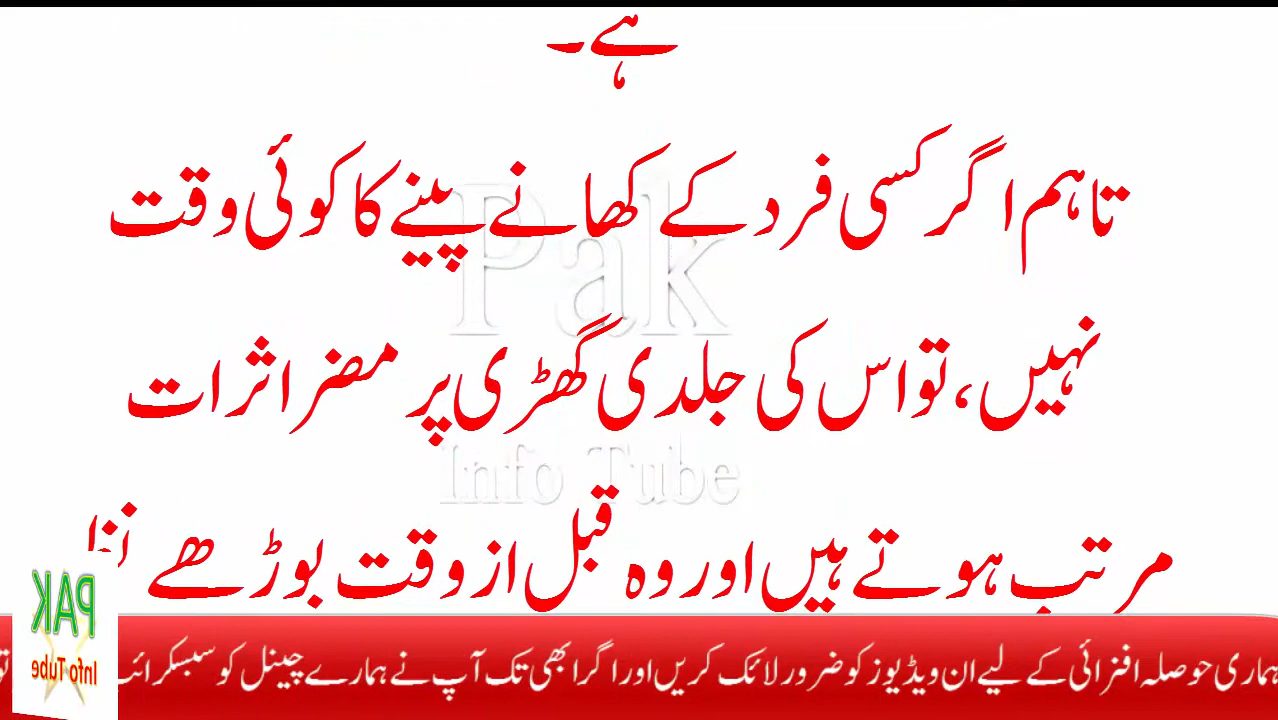 ہے۔
تاہم اگر کسی فرد کے کھانے پینے کا کوئی وقت
نہیں، تو اس کی جلدی گھڑی پر مضر اثرات
مرتب ہوتے ہیں اور وہ قبل از وقت بوڑھے
Pak
Info Tube
PAK
Info Tube
ہماری حوصلہ افزائی کے لیے ان ویڈیوز کو ضرور لائک کریں اور اگر ابھی تک آپ نے ہمارے چینل کو سبسکرائب تو